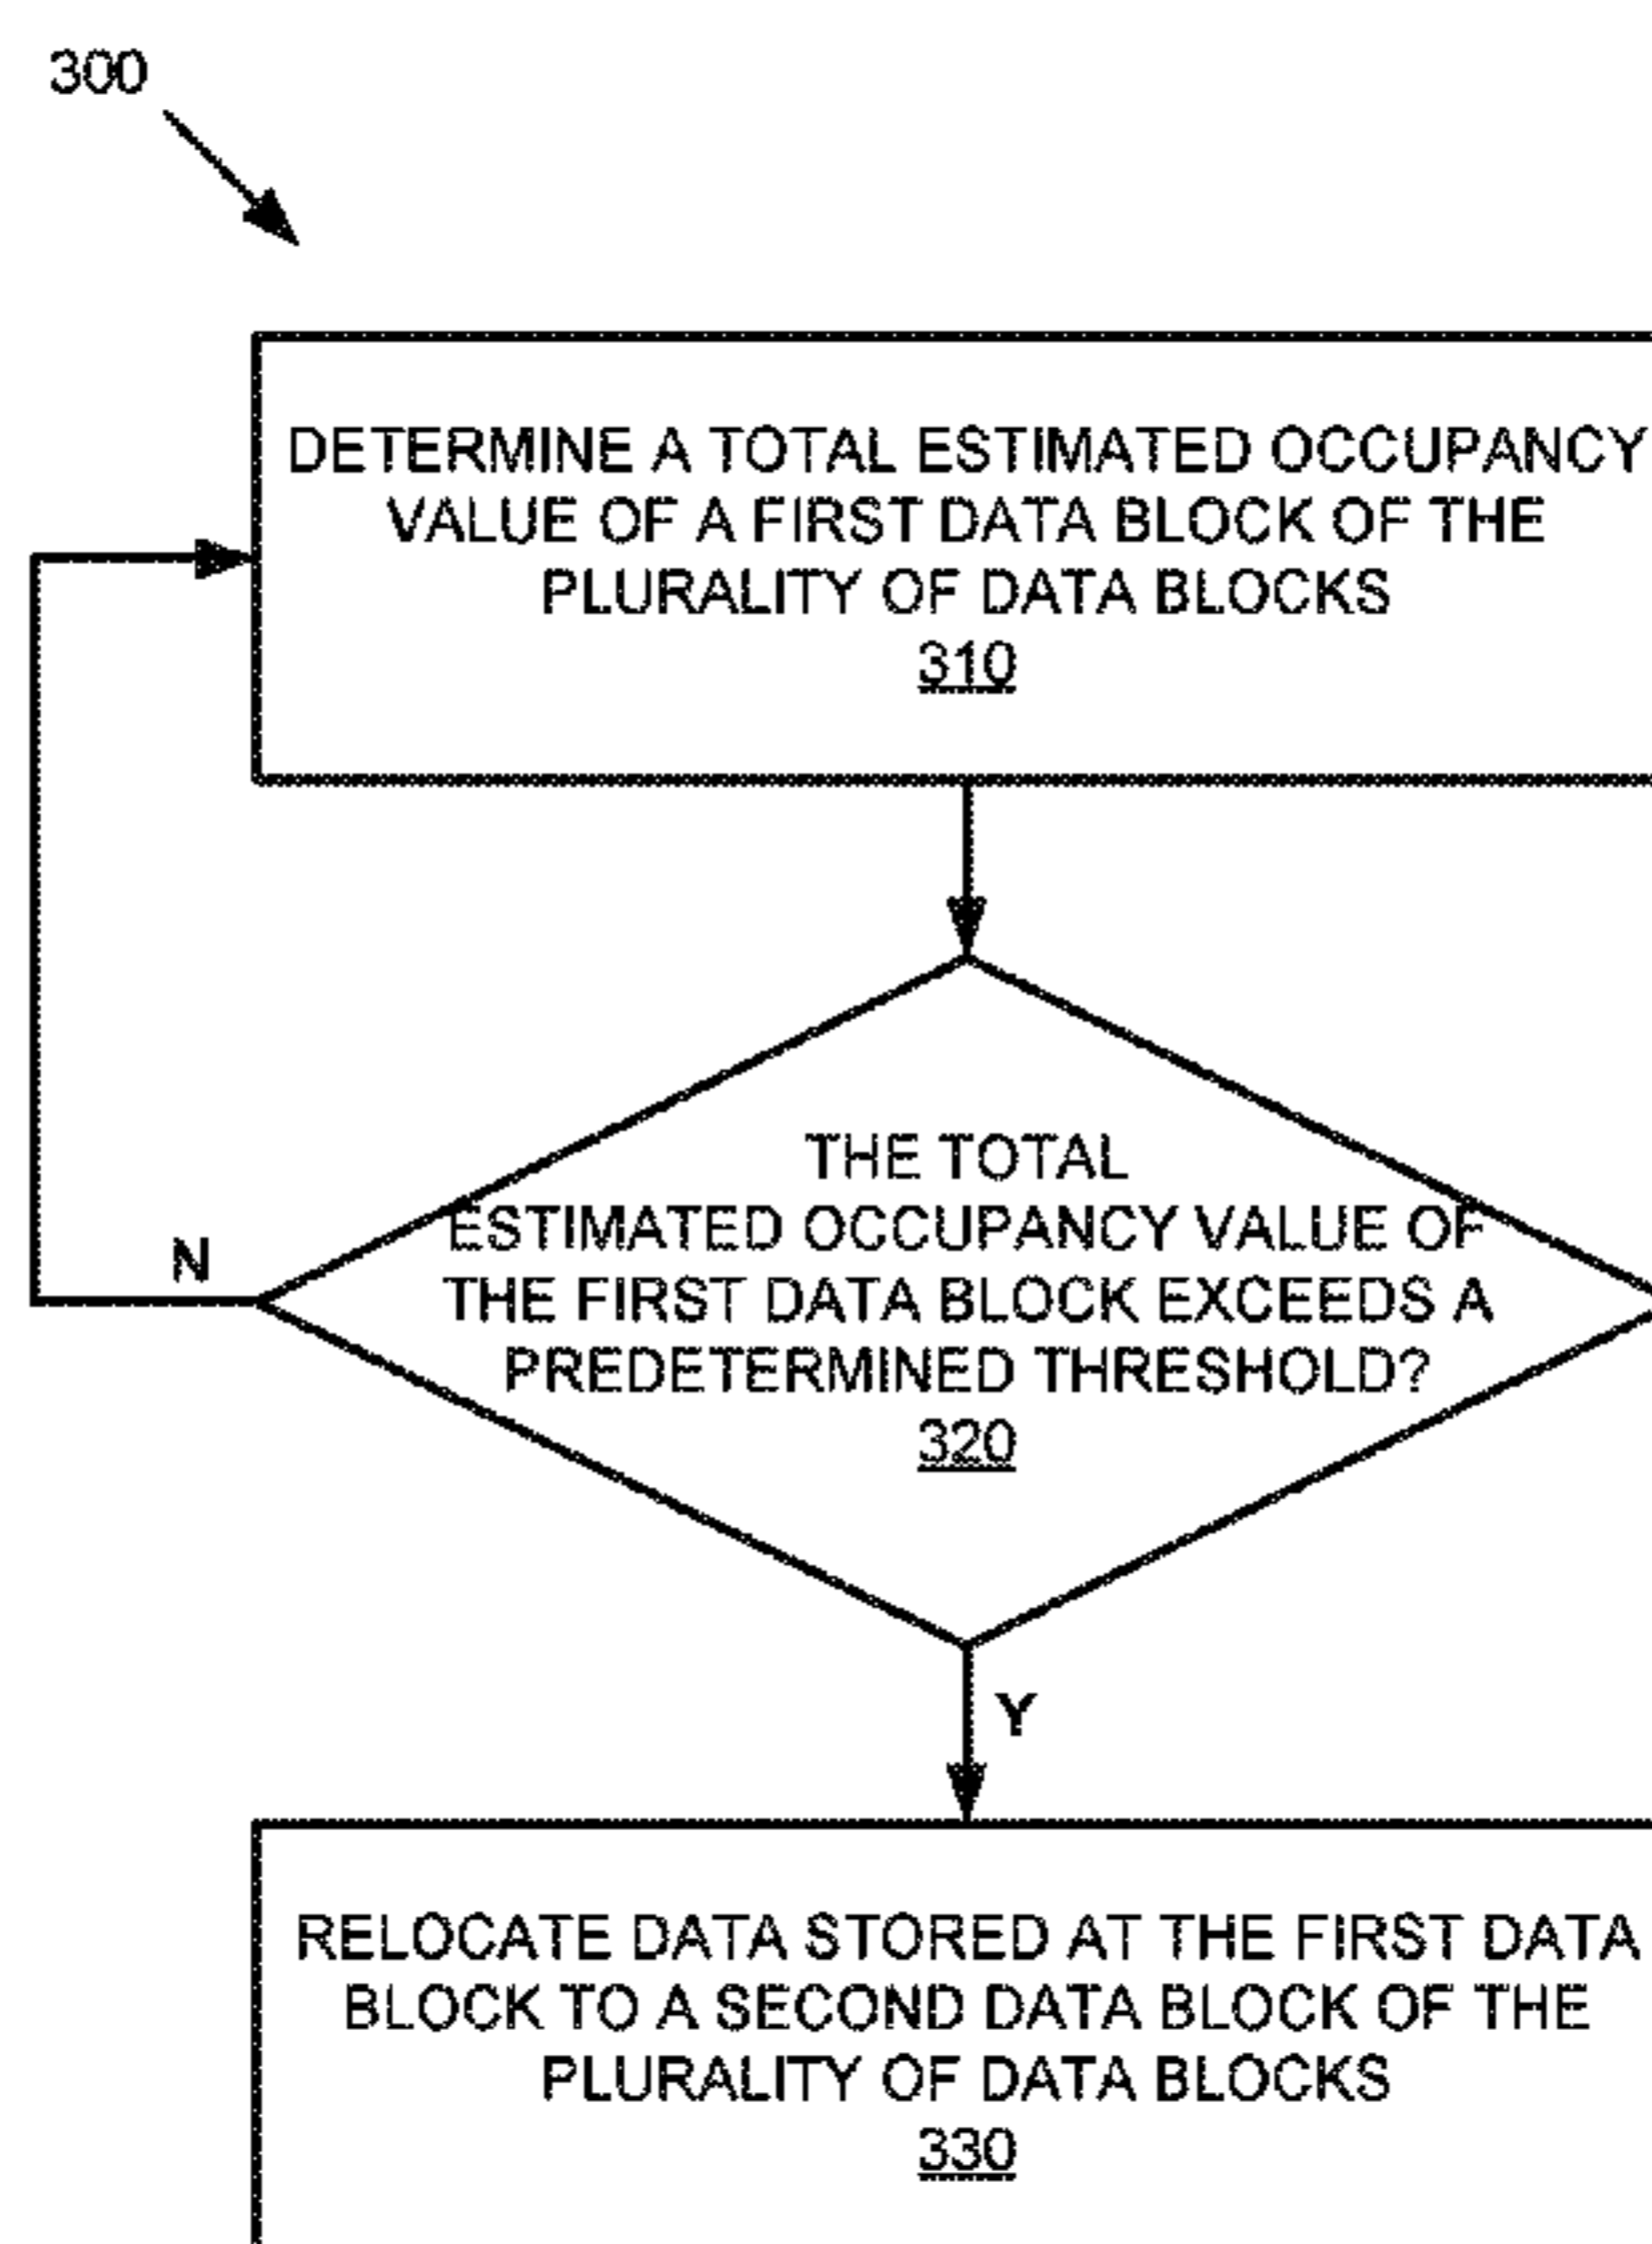 300
DETERMINE A TOTAL ESTIMATED OCCUPANCY
VALUE OF A FIRST DATA BLOCK OF THE
PLURALITY OF DATA BLOCKS
310
THE TOTAL
ESTIMATED OCCUPANCY VALUE OF
THE FIRST DATA BLOCK EXCEEDS A
PREDETERMINED THRESHOLD?
320
N
Y
RELOCATE DATA STORED AT THE FIRST DATA
BLOCK TO A SECOND DATA BLOCK OF THE
PLURALITY OF DATA BLOCKS
330